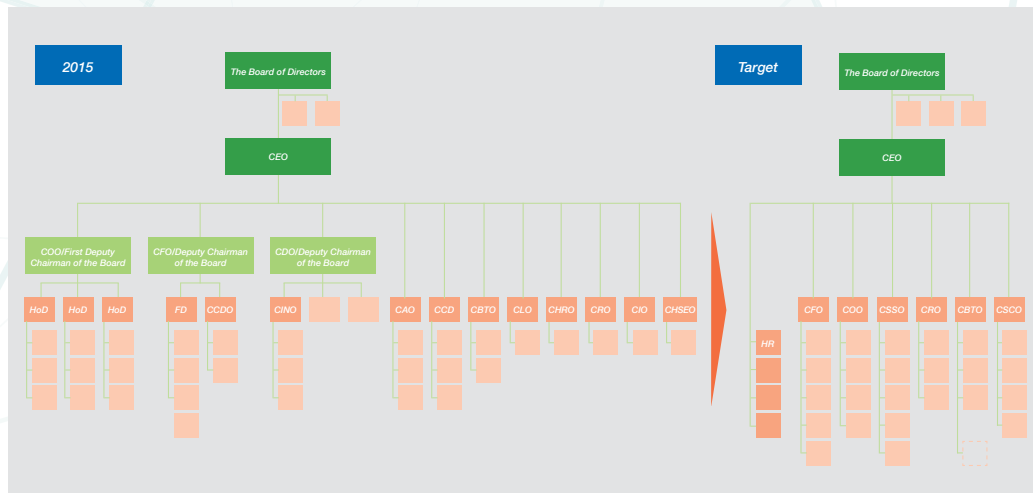 2015
The Board of Directors
Target
The Board of Directors
CEO
CEO
COO/First Deputy
Chairman of the Board
CFO/Deputy Chairman
of the Board
CDO/Deputy Chairman
of the Board
HoD
HoD
HoD
FD
CCDO
CINO
CAO
CCD
CBTO
CLO
CHRO
CRO
CIO
CHSEO
CFO
COO
CSSO
CRO
CBTO
CSCO
HR